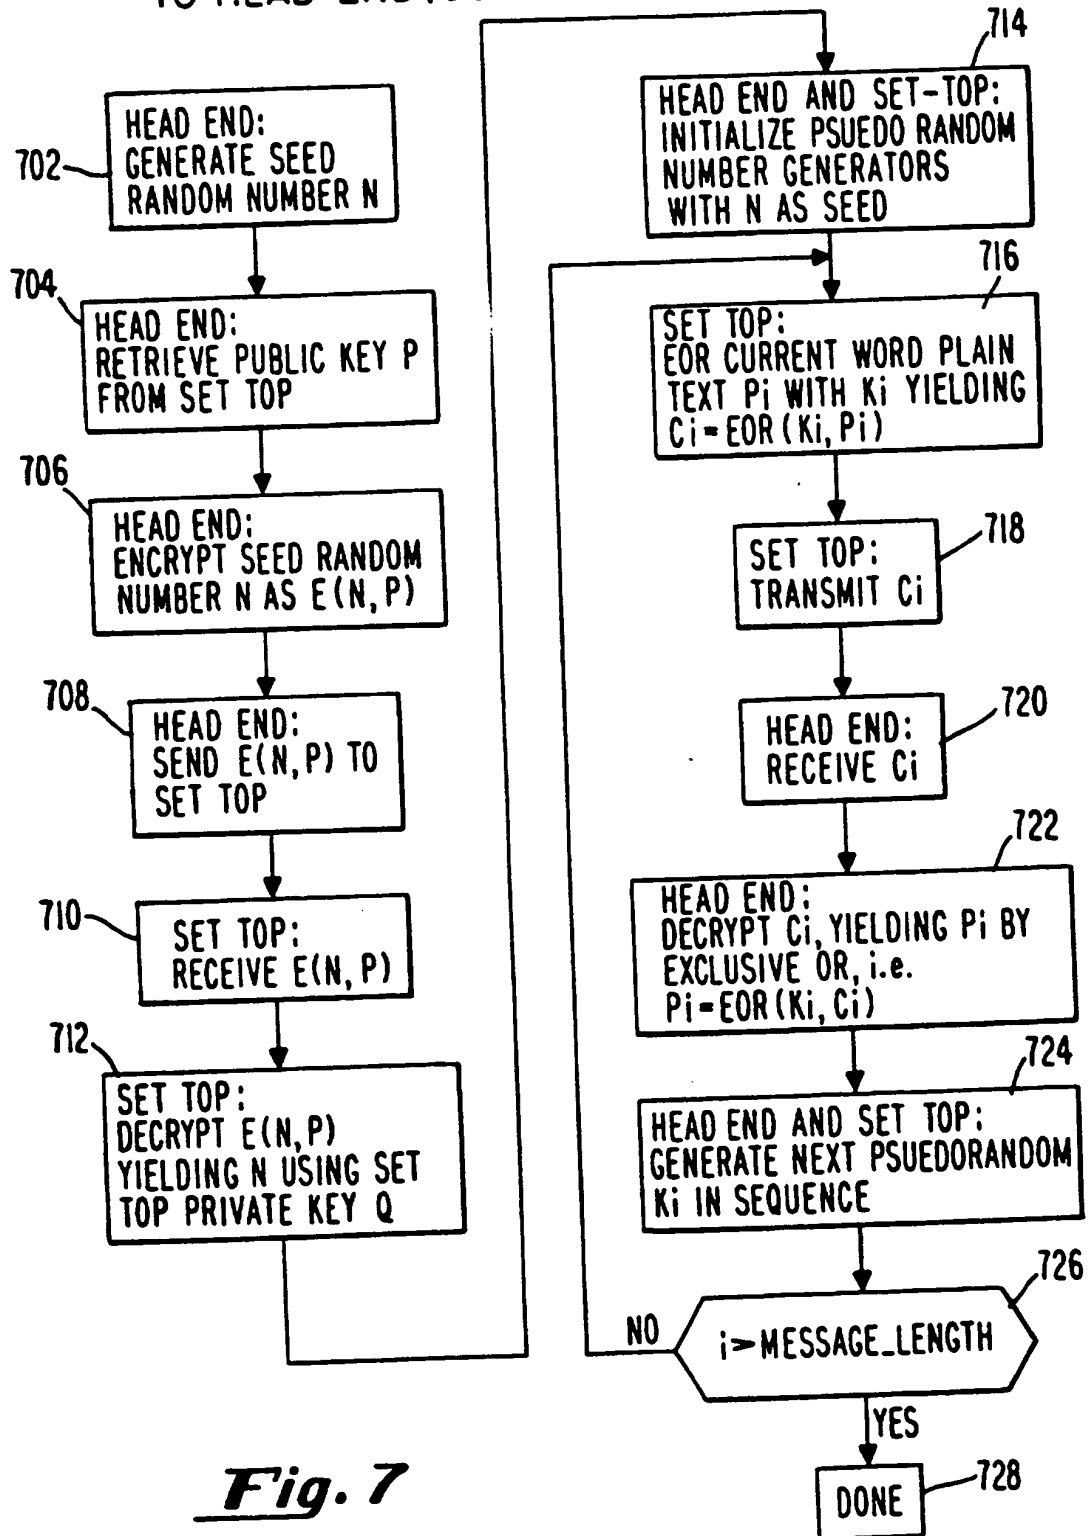 TO HEAD END
702
HEAD END:
GENERATE SEED
RANDOM NUMBER N
704
HEAD END:
RETRIEVE PUBLIC KEY P
FROM SET TOP
706
HEAD END:
ENCRYPT SEED RANDOM
NUMBER N AS E(N,P)
708
HEAD END:
SEND E(N,P) TO
SET TOP
710
SET TOP:
RECEIVE E(N,P)
712
SET TOP:
DECRYPT E(N,P)
YIELDING N USING SET
TOP PRIVATE KEY Q
714
HEAD END AND SET-TOP:
INITIALIZE PSUEDO RANDOM
NUMBER GENERATORS
WITH N AS SEED
716
SET TOP:
EOR CURRENT WORD PLAIN
TEXT Pi WITH Ki YIELDING
Ci=EOR(Ki,Pi)
718
SET TOP:
TRANSMIT Ci
720
HEAD END:
RECEIVE Ci
722
HEAD END:
DECRYPT Ci, YIELDING Pi BY
EXCLUSIVE OR, i.e.
Pi=EOR(Ki,Ci)
724
HEAD END AND SET TOP:
GENERATE NEXT PSUEDORANDOM
Ki IN SEQUENCE
726
i>MESSAGE_LENGTH
NO
YES
728
DONE
Fig. 7